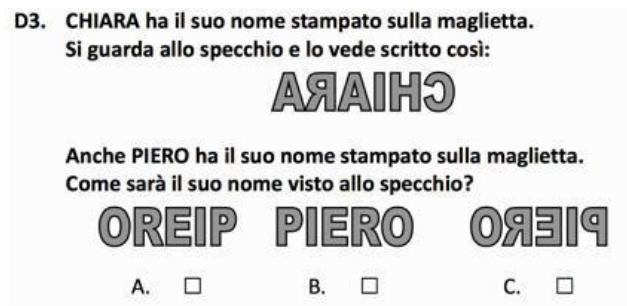 D3. CHIARA ha il suo nome stampato sulla maglietta.
Si guarda allo specchio e lo vede scritto così:
AЯAIHƆ
Anche PIERO ha il suo nome stampato sulla maglietta.
Come sarà il suo nome visto allo specchio?
OREIP PIERO OЯƎIꟼ
A. □ B. □ C. □